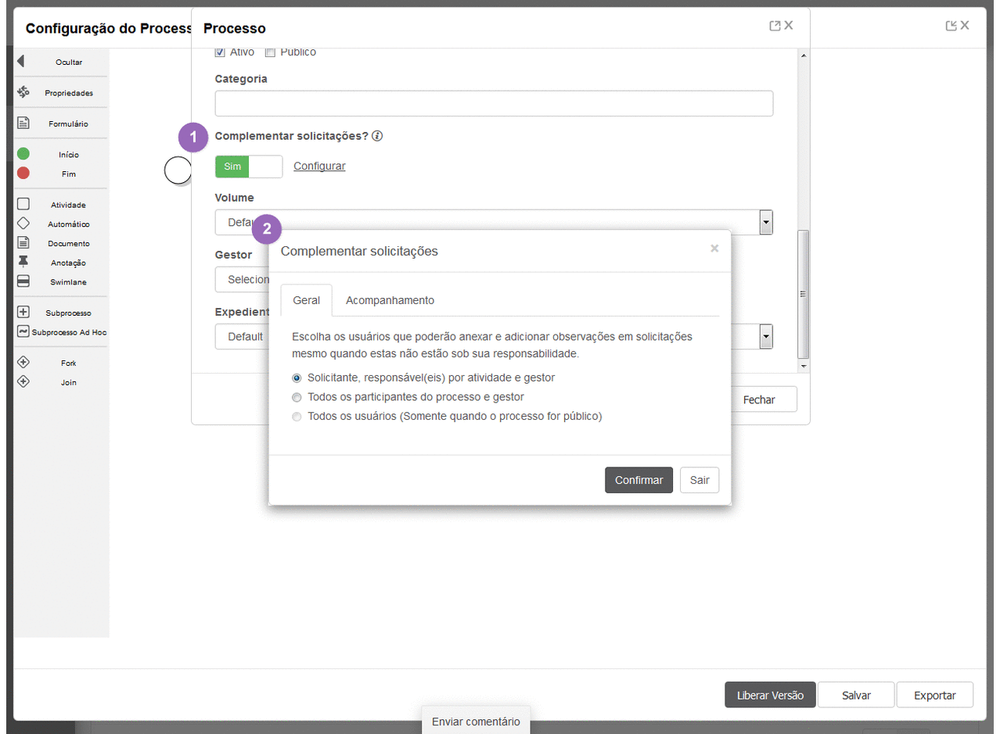 Configuração do Process
Processo
Ocultar
Propriedades
Formulário
Início
Fim
Atividade
Automático
Documento
Anotação
Swimlane
Subprocesso
Subprocesso Ad Hoc
Fork
Join
Ativo Público
Categoria
1 Complementar solicitações?
Sim Configurar
Volume
Defau
Gestor
Selecion
Expedient
Default
Fechar
2
Complementar solicitações
Geral Acompanhamento
Escolha os usuários que poderão anexar e adicionar observações em solicitações
mesmo quando estas não estão sob sua responsabilidade.
Solicitante, responsável(eis) por atividade e gestor
Todos os participantes do processo e gestor
Todos os usuários (Somente quando o processo for público)
Confirmar Sair
Liberar Versão Salvar Exportar
Enviar comentário